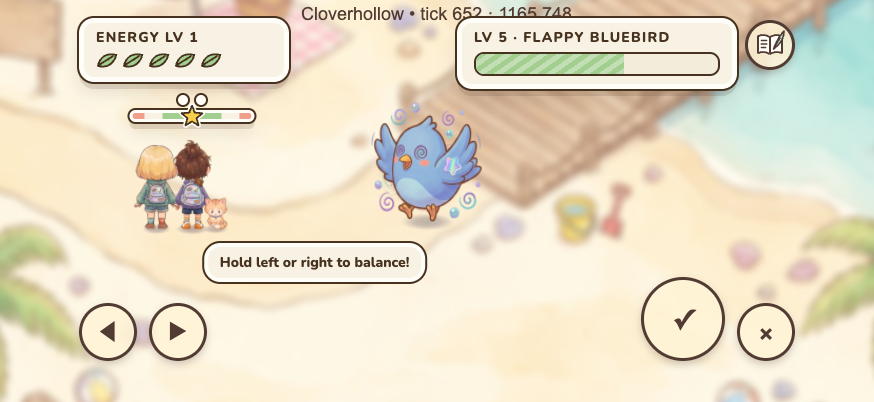 Cloverhollow • tick 652 · 1165,748
ENERGY LV 1
LV 5 · FLAPPY BLUEBIRD
Hold left or right to balance!